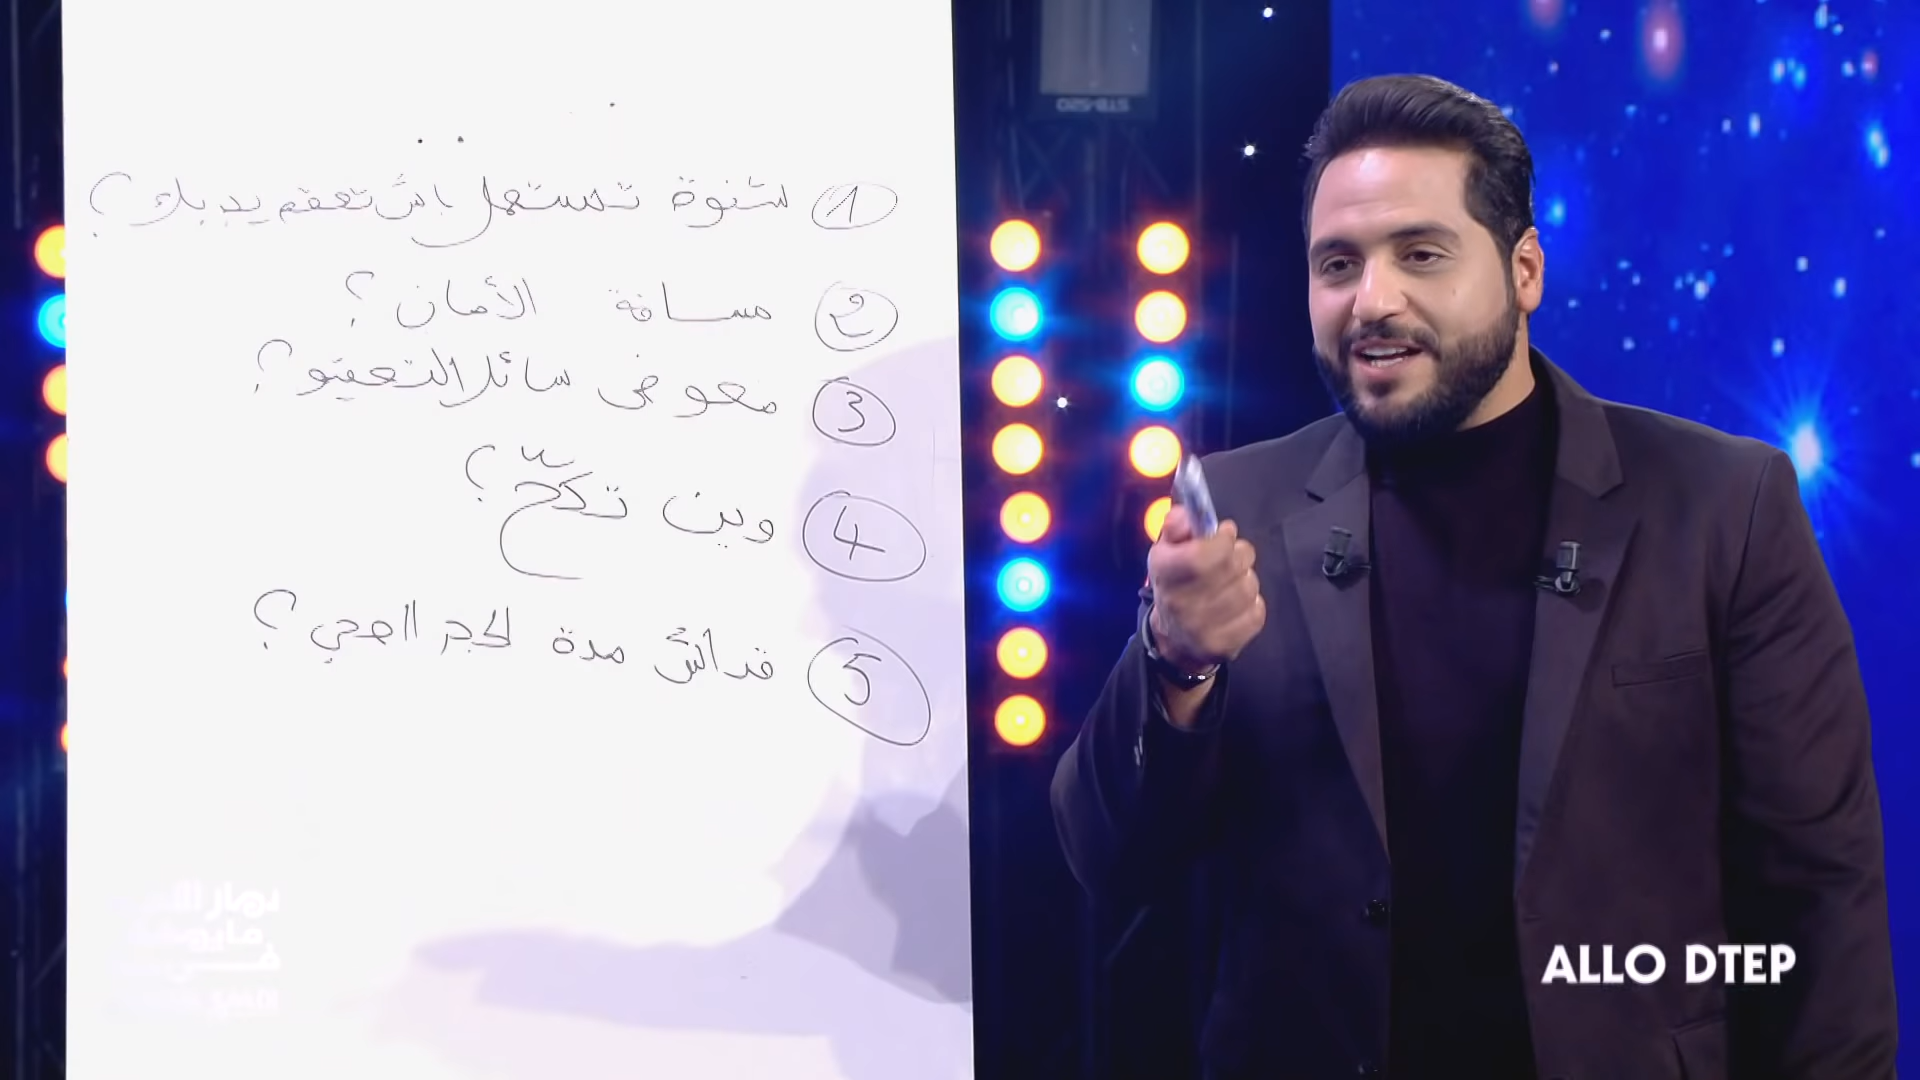 ① شنوة تستعمل باش تعقم يديك؟
② مسافة الأمان؟
③ معوض سائل التعقيم؟
④ وين تكحّ؟
⑤ قداش مدة الحجر الصحي؟
ALLO DTEP